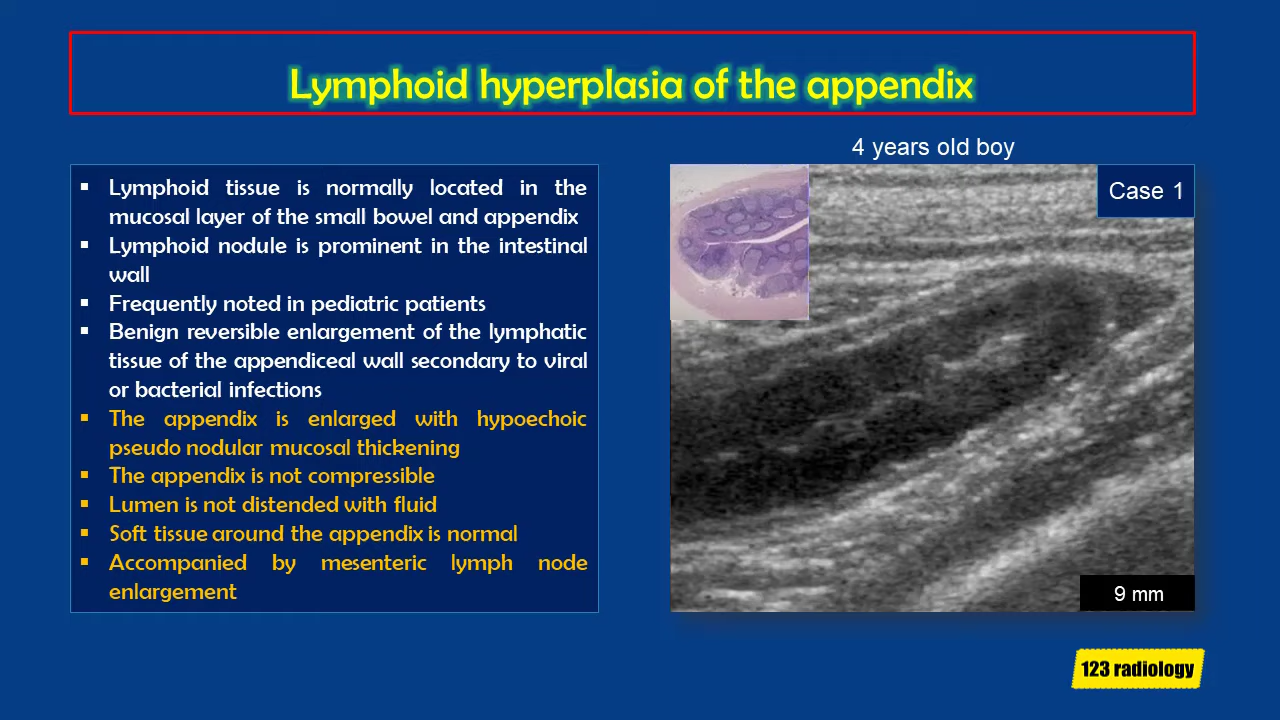 Lymphoid hyperplasia of the appendix
4 years old boy
Case 1
▪ Lymphoid tissue is normally located in the
mucosal layer of the small bowel and appendix
▪ Lymphoid nodule is prominent in the intestinal
wall
▪ Frequently noted in pediatric patients
▪ Benign reversible enlargement of the lymphatic
tissue of the appendiceal wall secondary to viral
or bacterial infections
▪ The appendix is enlarged with hypoechoic
pseudo nodular mucosal thickening
▪ The appendix is not compressible
▪ Lumen is not distended with fluid
▪ Soft tissue around the appendix is normal
▪ Accompanied by mesenteric lymph node
enlargement
9 mm
123 radiology